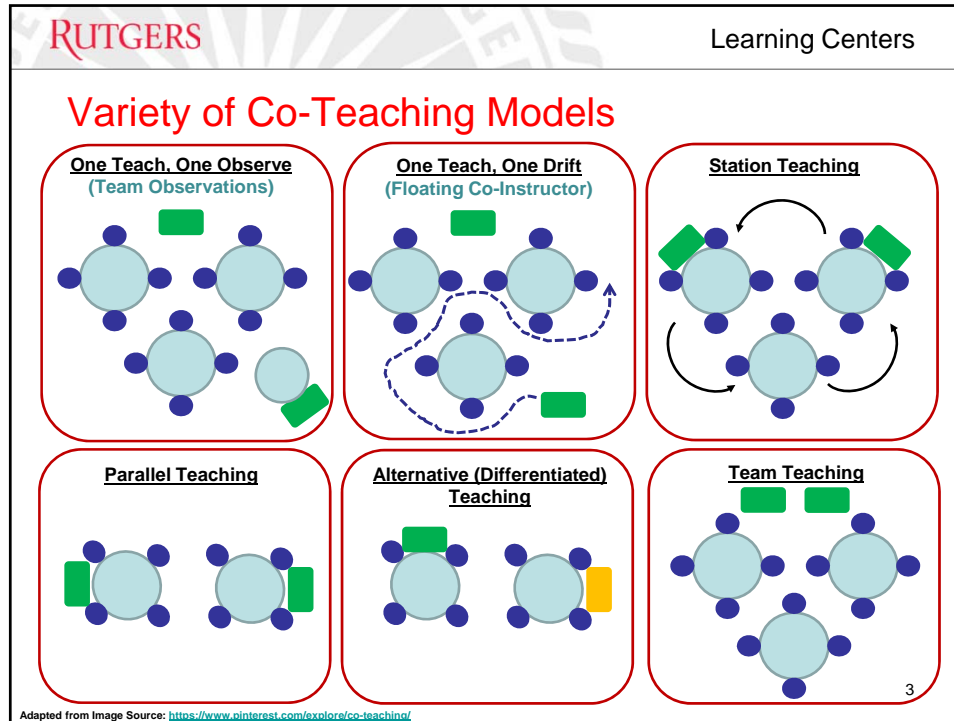 RUTGERS
Learning Centers
Variety of Co-Teaching Models
One Teach, One Observe
(Team Observations)
One Teach, One Drift
(Floating Co-Instructor)
Station Teaching
Parallel Teaching
Alternative (Differentiated)
Teaching
Team Teaching
3
Adapted from Image Source: https://www.pinterest.com/explore/co-teaching/